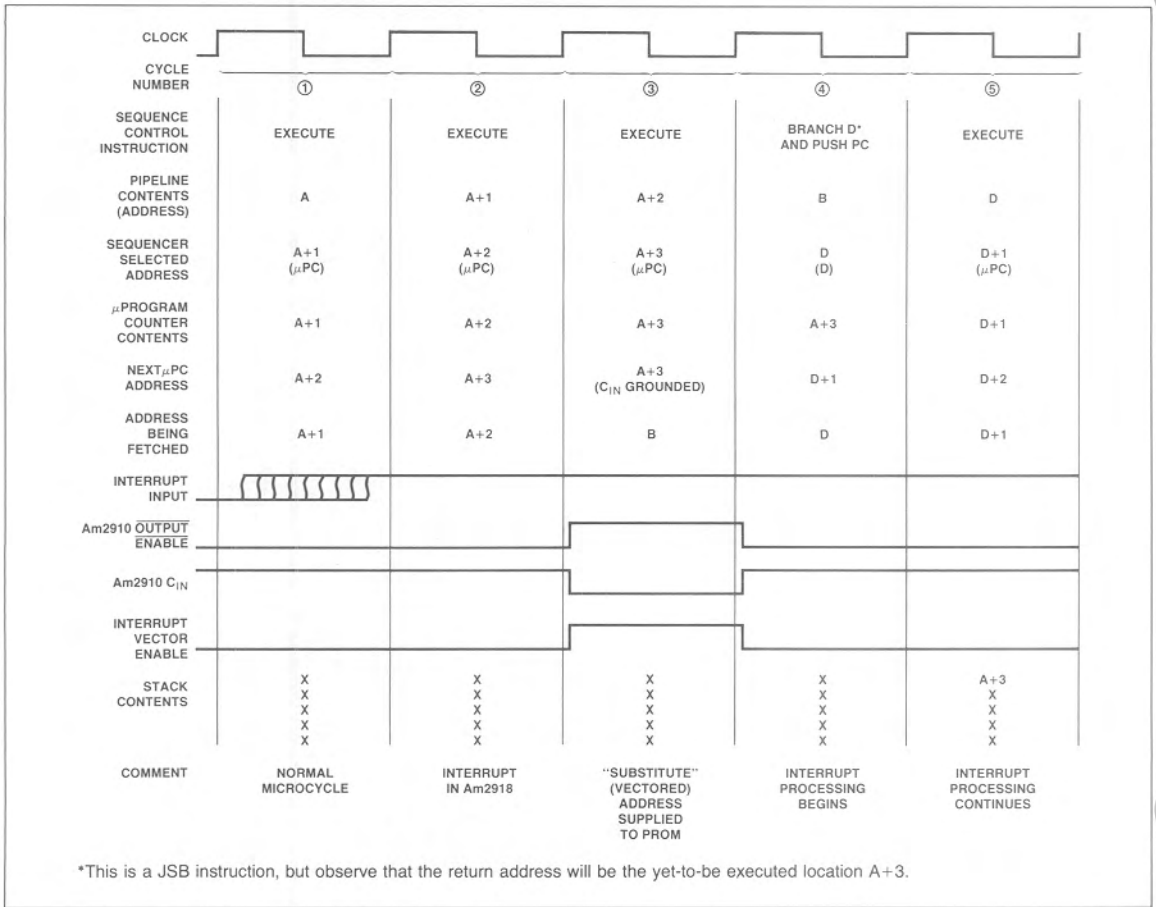 CLOCK
CYCLE
NUMBER
① ② ③ ④ ⑤
SEQUENCE
CONTROL
INSTRUCTION
EXECUTE EXECUTE EXECUTE BRANCH D* AND PUSH PC EXECUTE
PIPELINE
CONTENTS
(ADDRESS)
A A+1 A+2 B D
SEQUENCER
SELECTED
ADDRESS
A+1 A+2 A+3 D D+1
(μPC) (μPC) (μPC) (D) (μPC)
μPROGRAM
COUNTER
CONTENTS
A+1 A+2 A+3 A+3 D+1
NEXTμPC
ADDRESS
A+2 A+3 A+3 (CIN GROUNDED) D+1 D+2
ADDRESS
BEING
FETCHED
A+1 A+2 B D D+1
INTERRUPT
INPUT
Am2910 OUTPUT
ENABLE
Am2910 CIN
INTERRUPT
VECTOR
ENABLE
STACK
CONTENTS
X X X X A+3
X X X X X
X X X X X
X X X X X
X X X X X
COMMENT
NORMAL
MICROCYCLE
INTERRUPT
IN Am2918
"SUBSTITUTE"
(VECTORED)
ADDRESS
SUPPLIED
TO PROM
INTERRUPT
PROCESSING
BEGINS
INTERRUPT
PROCESSING
CONTINUES
*This is a JSB instruction, but observe that the return address will be the yet-to-be executed location A+3.